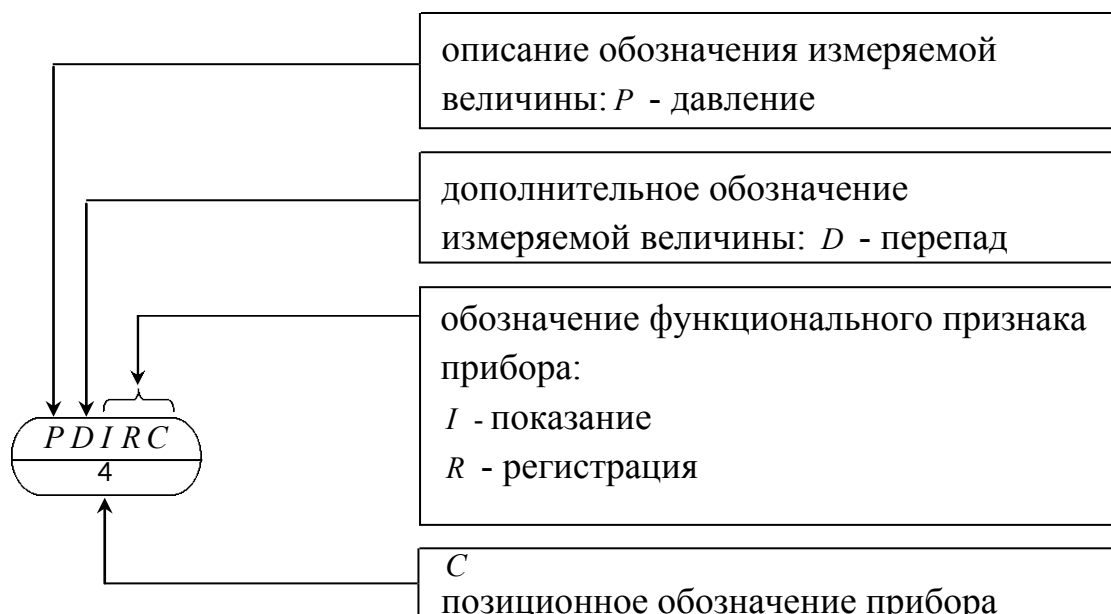 описание обозначения измеряемой
величины: P - давление
дополнительное обозначение
измеряемой величины: D - перепад
обозначение функционального признака
прибора:
I - показание
R - регистрация
PDIRC
4
C
позиционное обозначение прибора